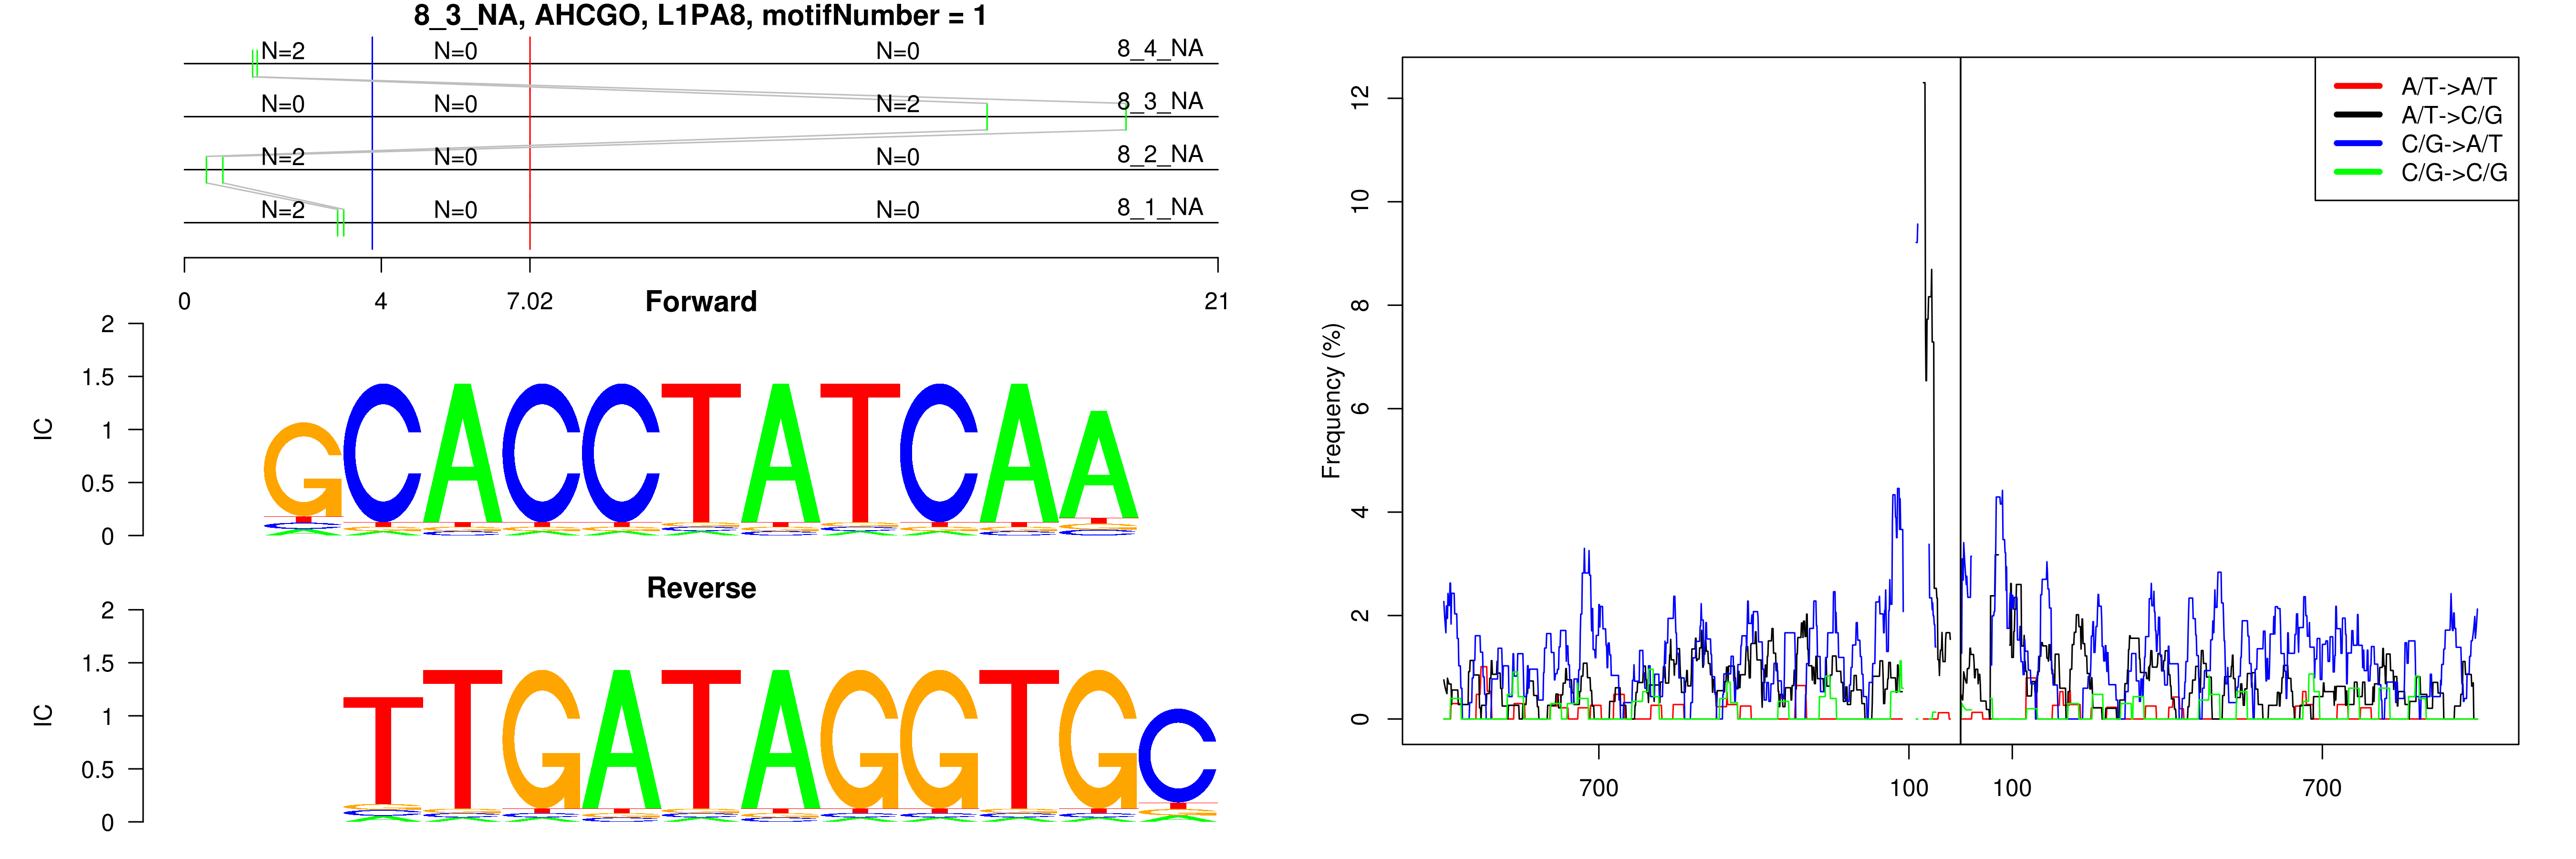 8_3_NA, AHCGO, L1PA8, motifNumber = 1
N=2 N=0 N=0 8_4_NA
N=0 N=0 N=2 8_3_NA
N=2 N=0 N=0 8_2_NA
N=2 N=0 N=0 8_1_NA
0 4 7.02 21
Forward
IC
2
1.5
1
0.5
0
GCACCTATCAA
Reverse
IC
2
1.5
1
0.5
0
TTGATAGGTGC
Frequency (%)
12
10
8
6
4
2
0
700 100 100 700
A/T->A/T
A/T->C/G
C/G->A/T
C/G->C/G